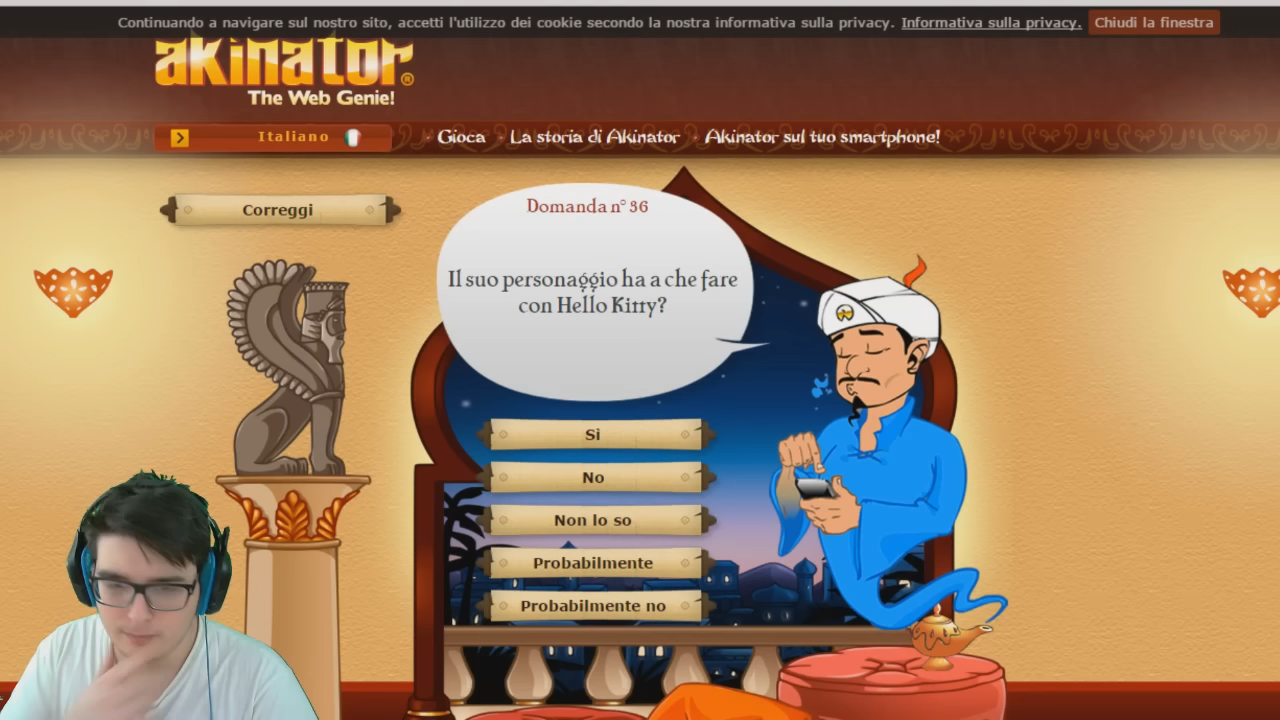 Continuando a navigare sul nostro sito, accetti l'utilizzo dei cookie secondo la nostra informativa sulla privacy. Informativa sulla privacy. Chiudi la finestra
akinator®
The Web Genie!
Italiano
· Gioca · La storia di Akinator · Akinator sul tuo smartphone!
Correggi
Domanda n° 36
Il suo personaggio ha a che fare
con Hello Kitty?
Sì
No
Non lo so
Probabilmente
Probabilmente no